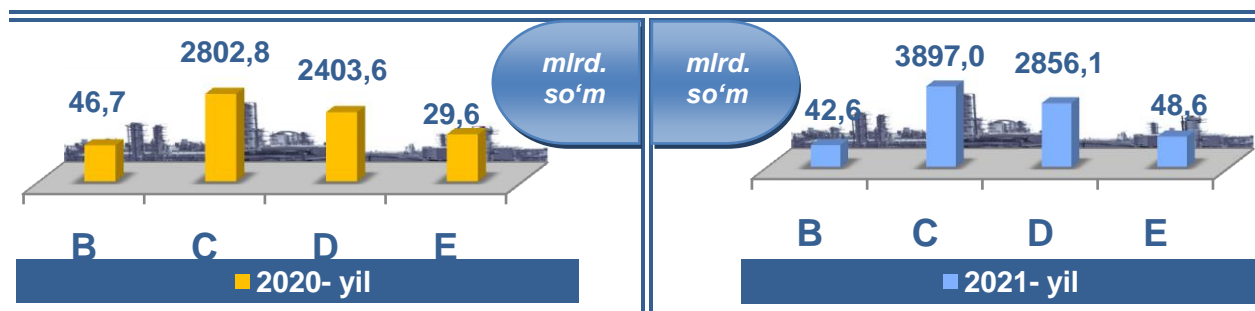 2802,8
2403,6
46,7
29,6
B C D E
2020- yil
mlrd.
so‘m
mlrd.
so‘m
3897,0
2856,1
42,6
48,6
B C D E
2021- yil